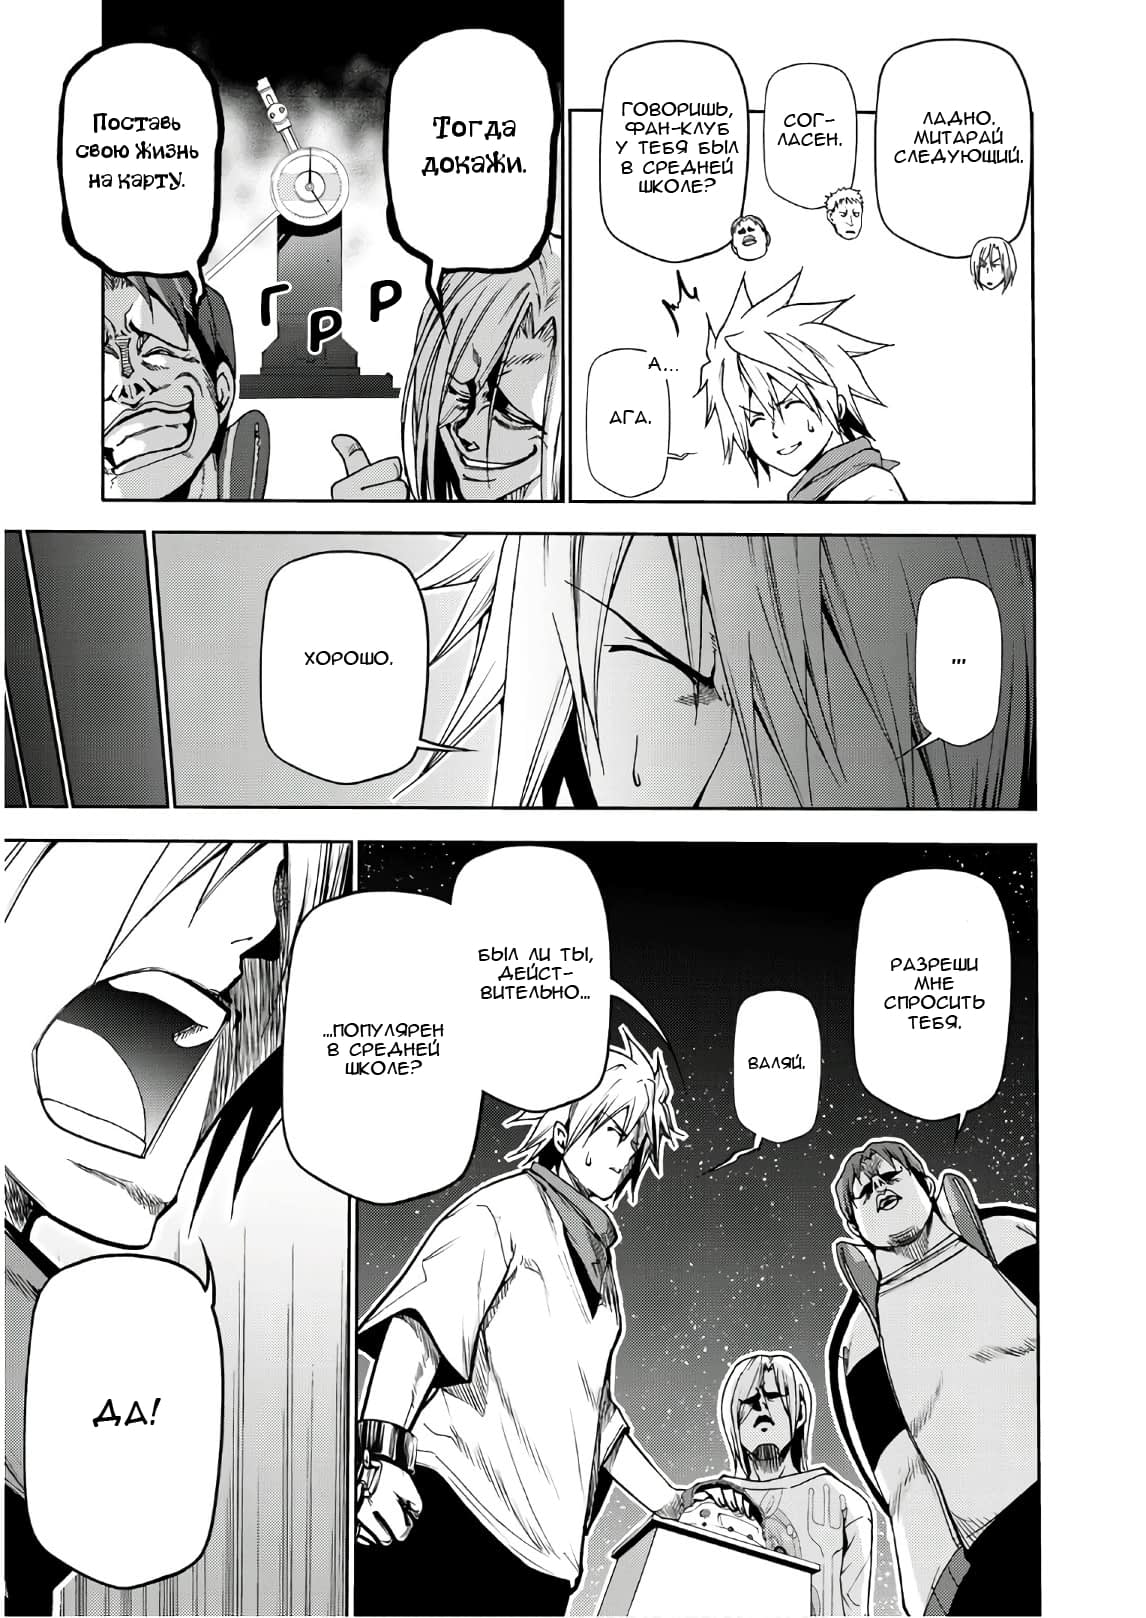 ЛАДНО.
МИТАРАЙ
СЛЕДУЮЩИЙ.
СОГ-
ЛАСЕН.
ГОВОРИШЬ,
ФАН-КЛУБ
У ТЕБЯ БЫЛ
В СРЕДНЕЙ
ШКОЛЕ?
А...
АГА.
ТОГДА
ДОКАЖИ.
ПОСТАВЬ
СВОЮ ЖИЗНЬ
НА КАРТУ.
ГРР
...
ХОРОШО.
РАЗРЕШИ
МНЕ
СПРОСИТЬ
ТЕБЯ.
ВАЛЯЙ.
БЫЛ ЛИ ТЫ,
ДЕЙСТ-
ВИТЕЛЬНО...
...ПОПУЛЯРЕН
В СРЕДНЕЙ
ШКОЛЕ?
ДА!